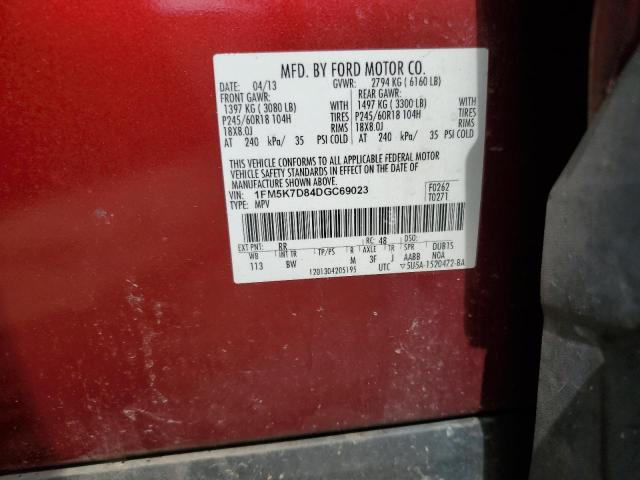 MFD. BY FORD MOTOR CO.
DATE: 04/13 GVWR: 2794 KG ( 6160 LB)
FRONT GAWR: REAR GAWR:
1397 KG ( 3080 LB) WITH 1497 KG ( 3300 LB) WITH
P245/60R18 104H TIRES P245/60R18 104H TIRES
18X8.0J RIMS 18X8.0J RIMS
AT 240 kPa/ 35 PSI COLD AT 240 kPa/ 35 PSI COLD
THIS VEHICLE CONFORMS TO ALL APPLICABLE FEDERAL MOTOR
VEHICLE SAFETY STANDARDS IN EFFECT ON THE DATE OF
MANUFACTURE SHOWN ABOVE.
VIN: 1FM5K7D84DGC69023 F0262
TYPE: MPV T0271
EXT PNT: RR RC: 48 DSO:
WB INT TR TP/PS R AXLE TR SPR DUB1S
113 BW M 3F J AABB NOA
1201304205195 UTC ▽5U5A-1520472-BA